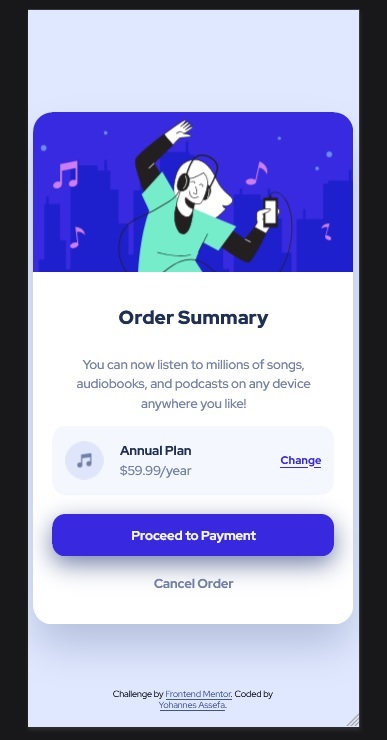 Order Summary
You can now listen to millions of songs,
audiobooks, and podcasts on any device
anywhere you like!
Annual Plan
$59.99/year
Change
Proceed to Payment
Cancel Order
Challenge by Frontend Mentor. Coded by
Yohannes Assefa.